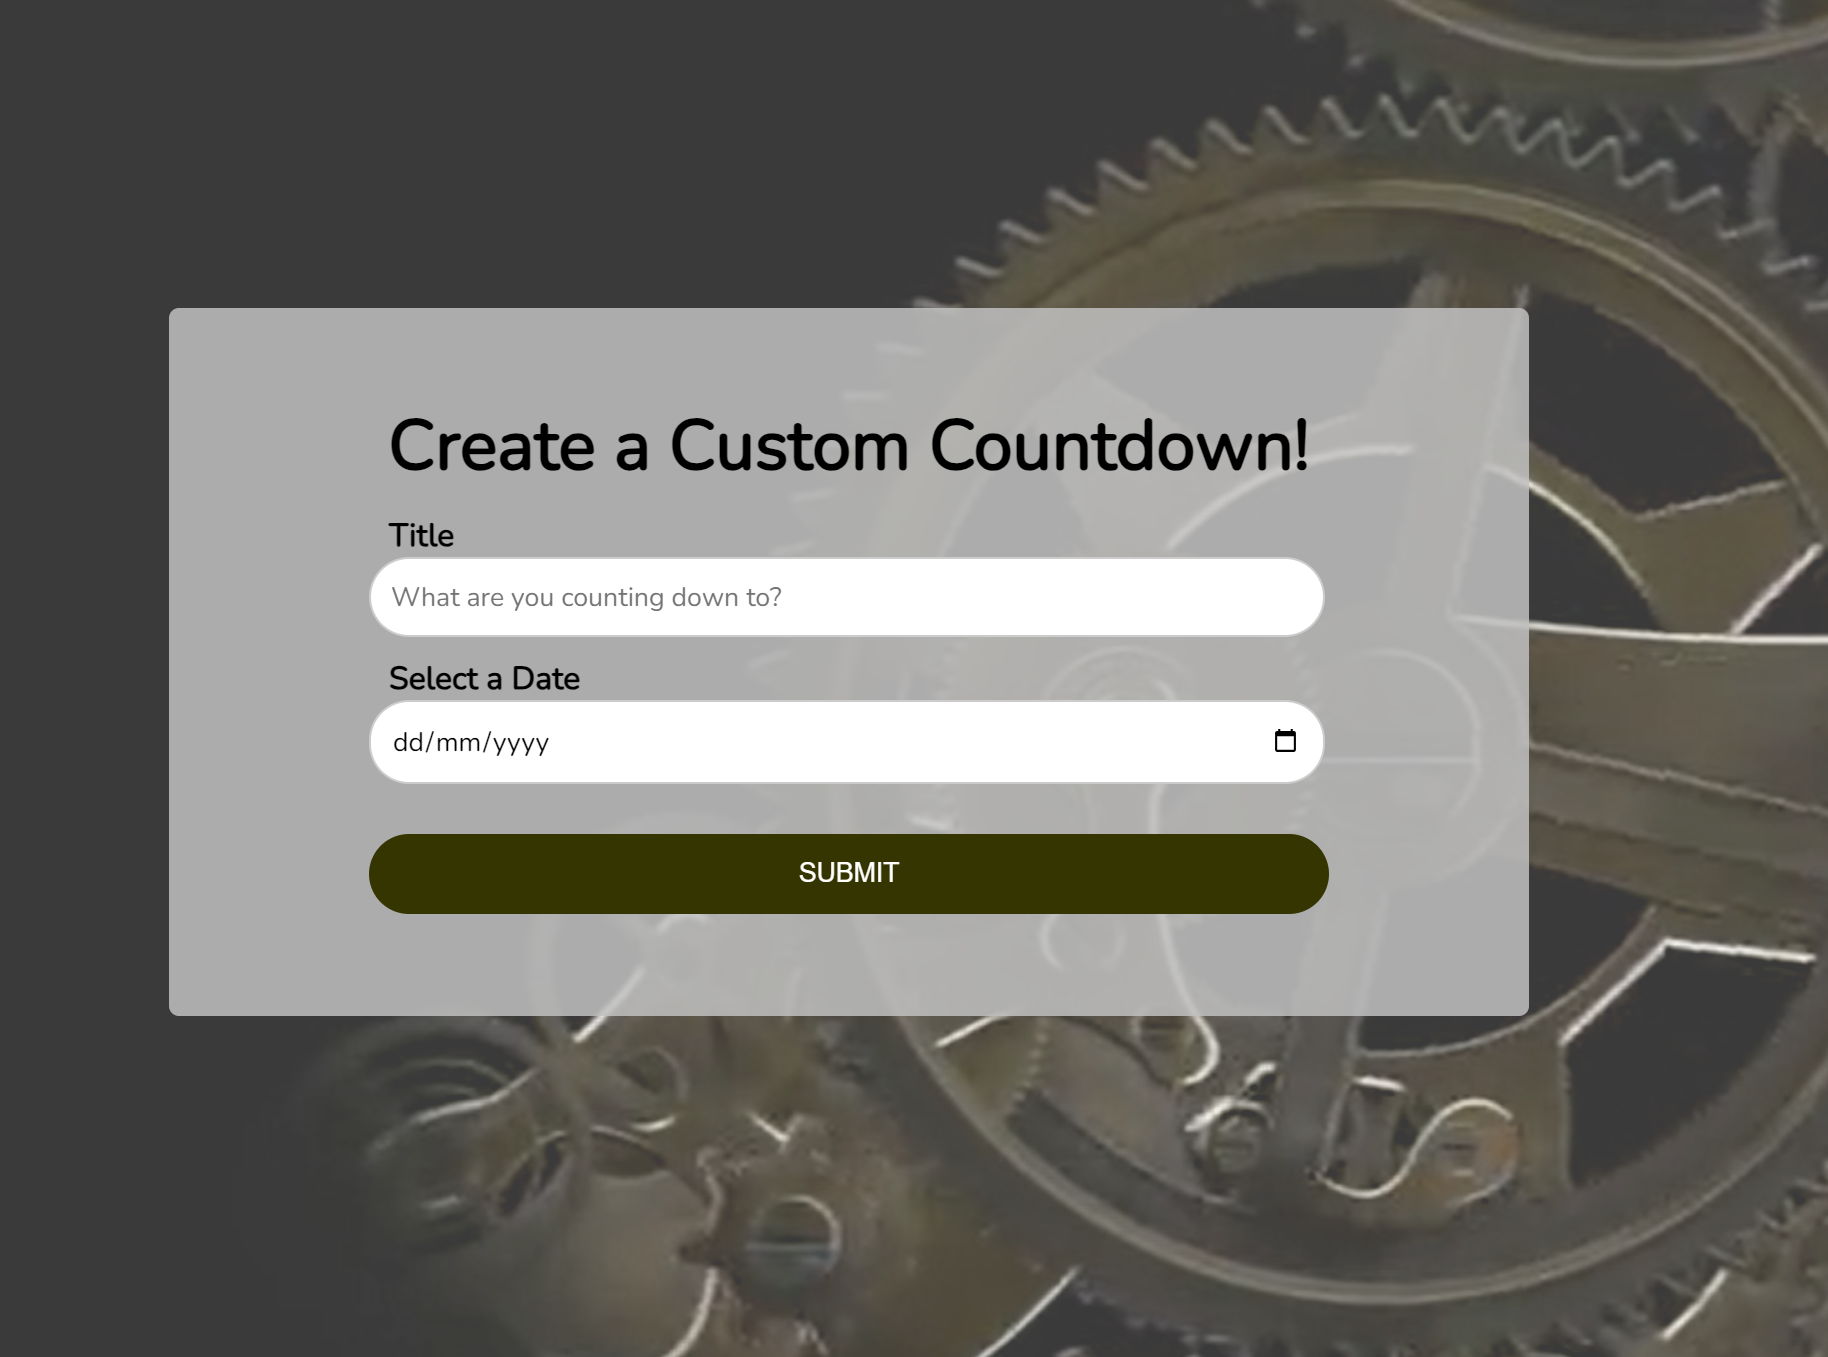 Create a Custom Countdown!
Title
What are you counting down to?
Select a Date
dd/mm/yyyy
SUBMIT